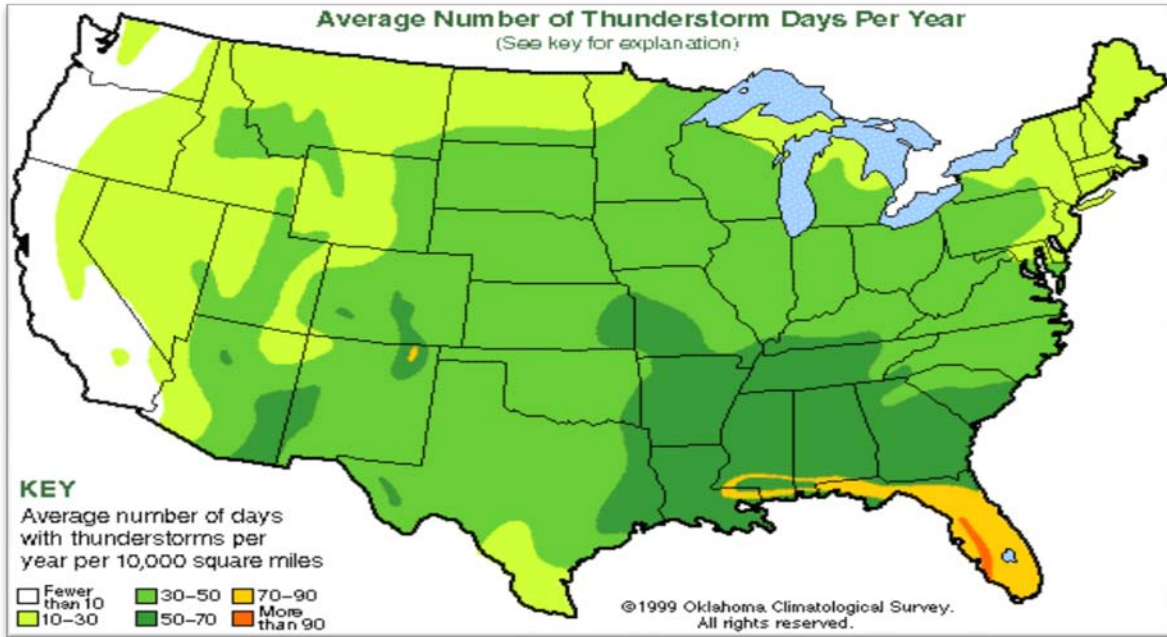 Average Number of Thunderstorm Days Per Year
(See key for explanation)
KEY
Average number of days
with thunderstorms per
year per 10,000 square miles
Fewer than 10
30–50
70–90
10–30
50–70
More than 90
©1999 Oklahoma Climatological Survey.
All rights reserved.